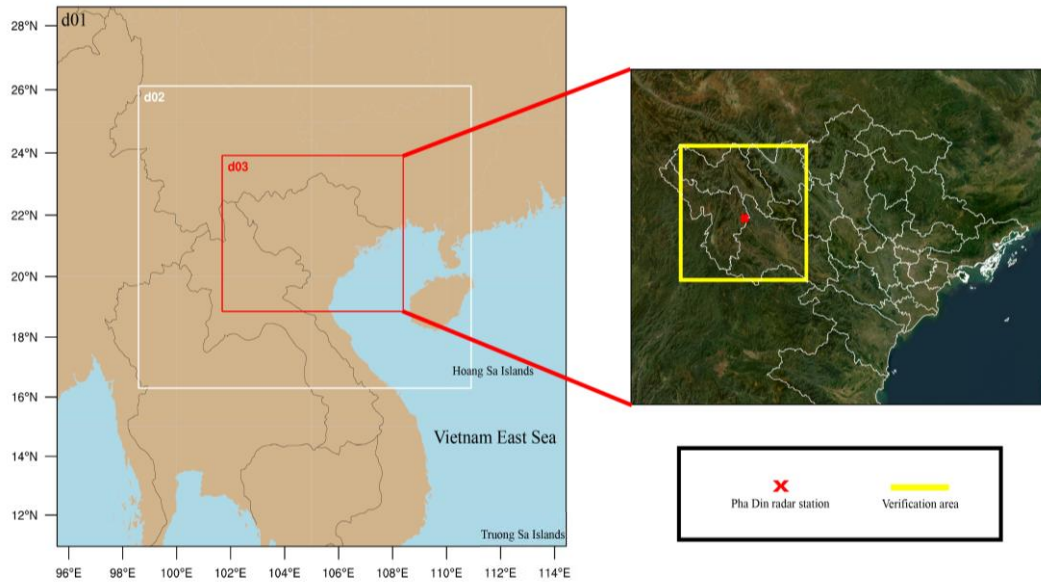 d01
28°N
26°N
24°N
22°N
20°N
18°N
16°N
14°N
12°N
d02
d03
Hoang Sa Islands
Vietnam East Sea
Truong Sa Islands
96°E 98°E 100°E 102°E 104°E 106°E 108°E 110°E 112°E 114°E
Pha Din radar station
Verification area